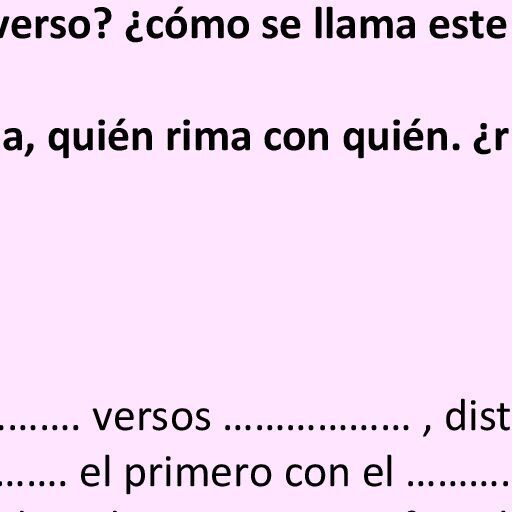 verso? ¿cómo se llama este
a, quién rima con quién. ¿r
……… versos ……………… , dist
……. el primero con el ……….